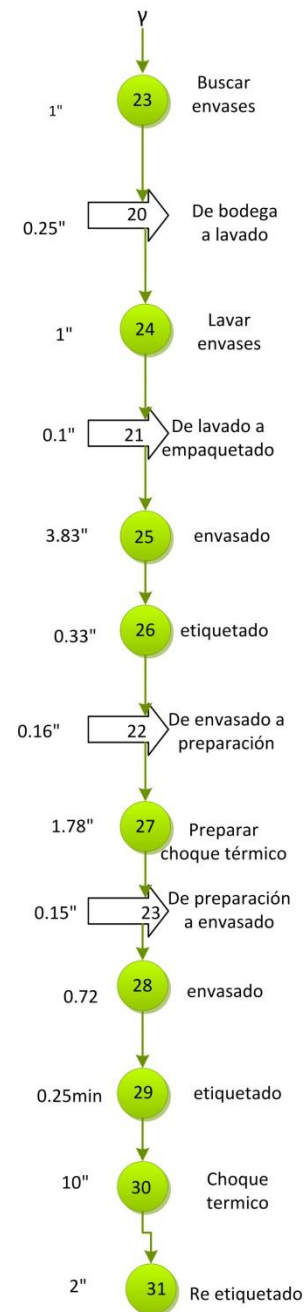 γ
23
Buscar
envases
1"
20
De bodega
a lavado
0.25"
24
Lavar
envases
1"
21
De lavado a
empaquetado
0.1"
3.83"
25
envasado
0.33"
26
etiquetado
0.16"
22
De envasado a
preparación
1.78"
27
Preparar
choque térmico
0.15"
23
De preparación
a envasado
0.72
28
envasado
0.25min
29
etiquetado
10"
30
Choque
termico
2"
31
Re etiquetado